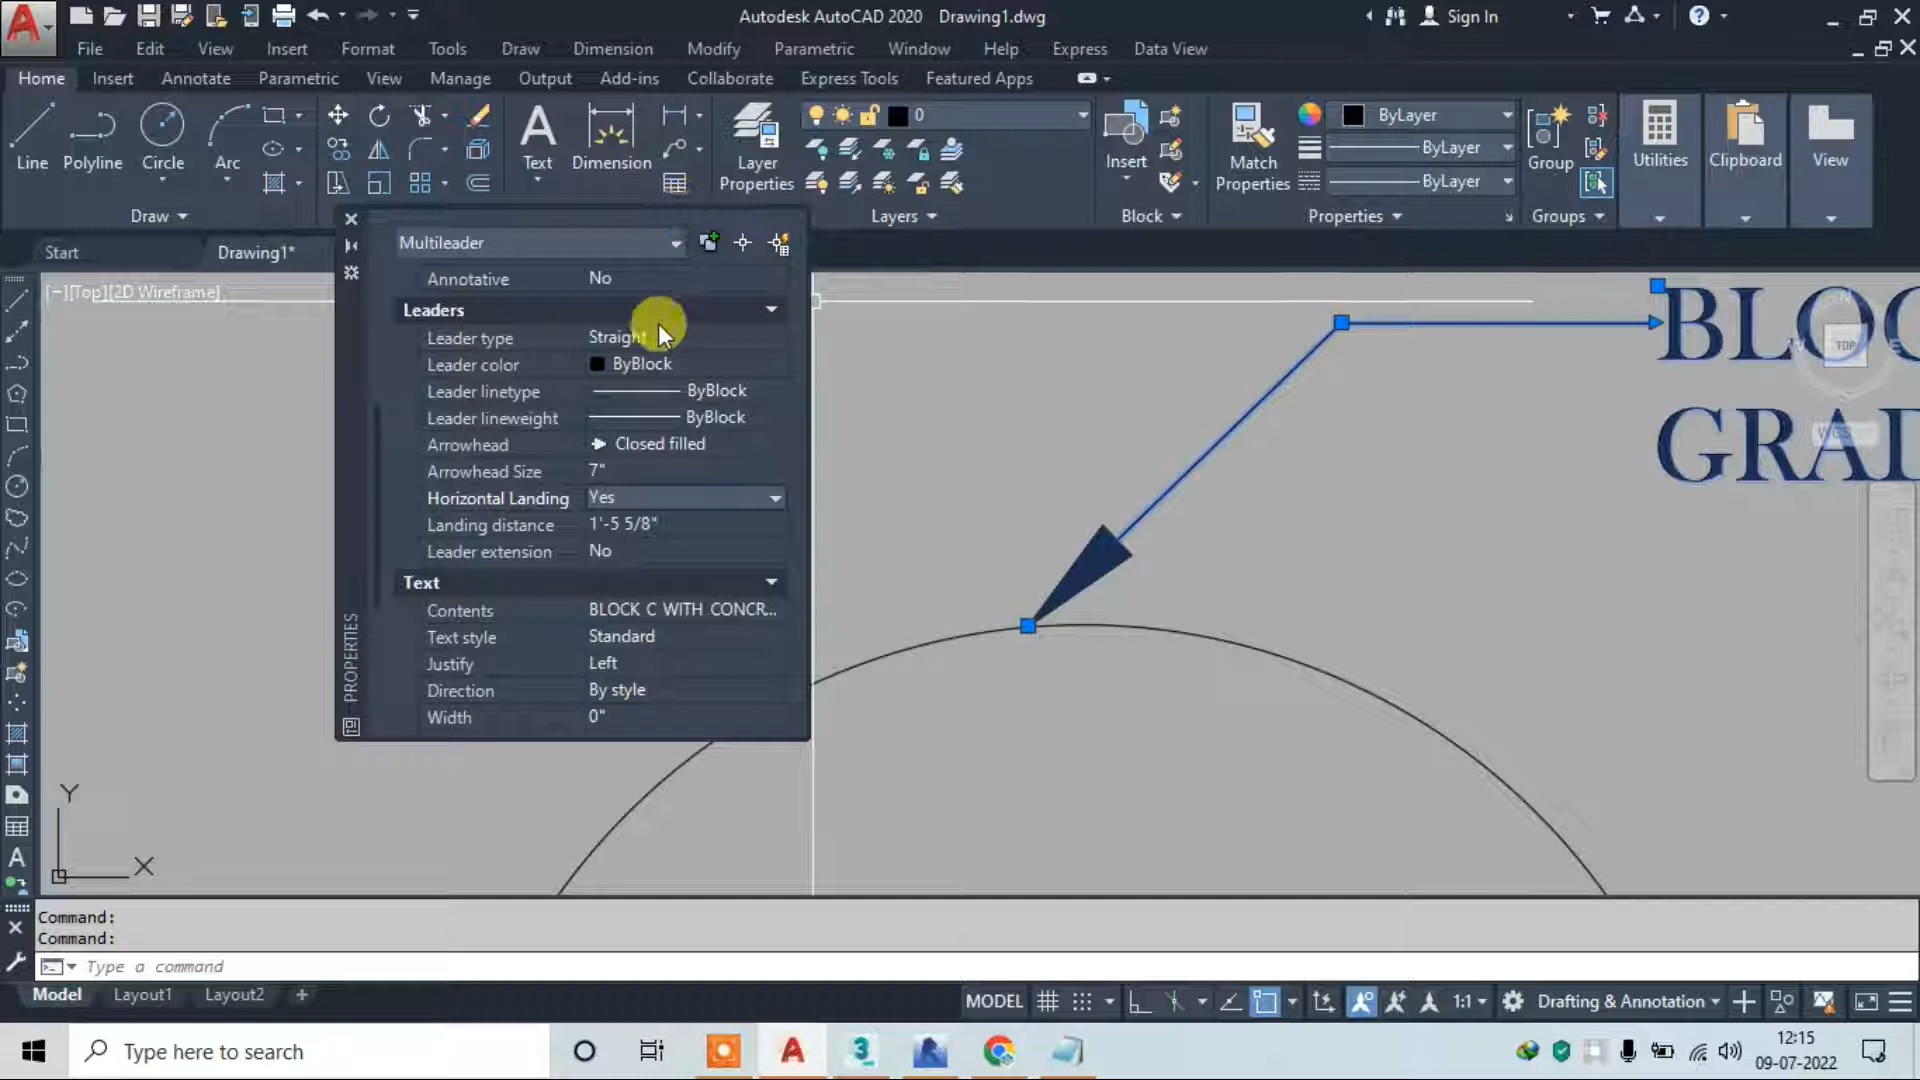 Autodesk AutoCAD 2020 Drawing1.dwg
Sign In
File Edit View Insert Format Tools Draw Dimension Modify Parametric Window Help Express Data View
Home Insert Annotate Parametric View Manage Output Add-ins Collaborate Express Tools Featured Apps
0
ByLayer
ByLayer
ByLayer
Line Polyline Circle Arc
Text Dimension
Layer Properties
Insert
Match Properties
Group
Utilities Clipboard View
Draw Layers Block Properties Groups
Start Drawing1*
[−][Top][2D Wireframe]
Multileader
Annotative No
Leaders
Leader type Straight
Leader color ByBlock
Leader linetype ByBlock
Leader lineweight ByBlock
Arrowhead Closed filled
Arrowhead Size 7"
Horizontal Landing Yes
Landing distance 1'-5 5/8"
Leader extension No
Text
Contents BLOCK C WITH CONCR...
Text style Standard
Justify Left
Direction By style
Width 0"
PROPERTIES
BLOC
GRA
TOP
WCS
Y
X
Command:
Command:
Type a command
Model Layout1 Layout2 +
MODEL 1:1 Drafting & Annotation
Type here to search
12:15
09-07-2022